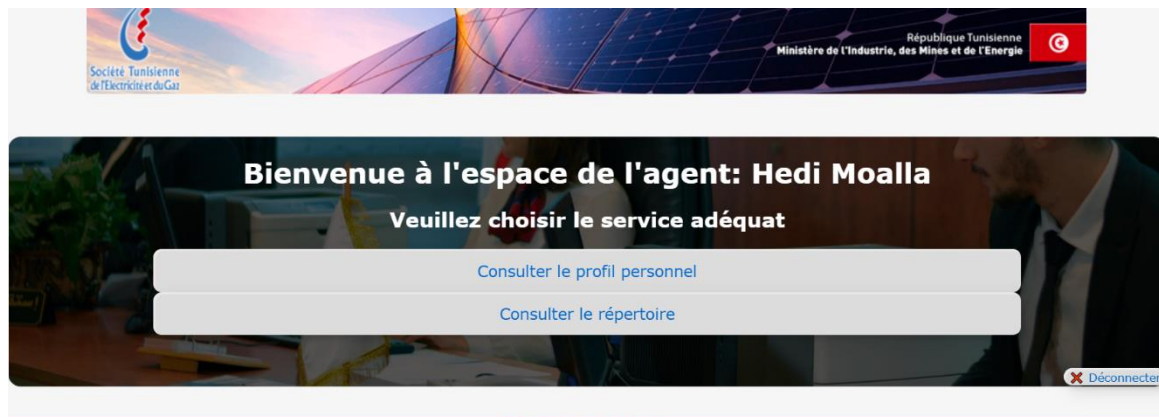 Société Tunisienne
de l'Electricité et du Gaz
République Tunisienne
Ministère de l'Industrie, des Mines et de l'Energie
Bienvenue à l'espace de l'agent: Hedi Moalla
Veuillez choisir le service adéquat
Consulter le profil personnel
Consulter le répertoire
Déconnecter